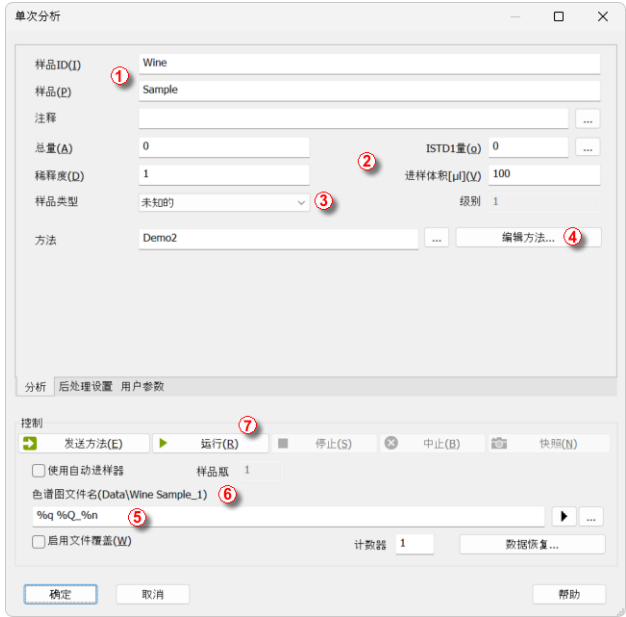 单次分析
样品ID(I) ① Wine
样品(P) Sample
注释 ...
总量(A) 0 ② ISTD1量(o) 0 ...
稀释度(D) 1 进样体积[µl](V) 100
样品类型 未知的 ③ 级别 1
方法 Demo2 ... 编辑方法... ④
分析 后处理设置 用户参数
控制 ⑦
发送方法(E) 运行(R) 停止(S) 中止(B) 快照(N)
使用自动进样器 样品瓶 1
色谱图文件名(Data\Wine Sample_1) ⑥
%q %Q_%n ⑤ ...
启用文件覆盖(W) 计数器 1 数据恢复...
确定 取消 帮助